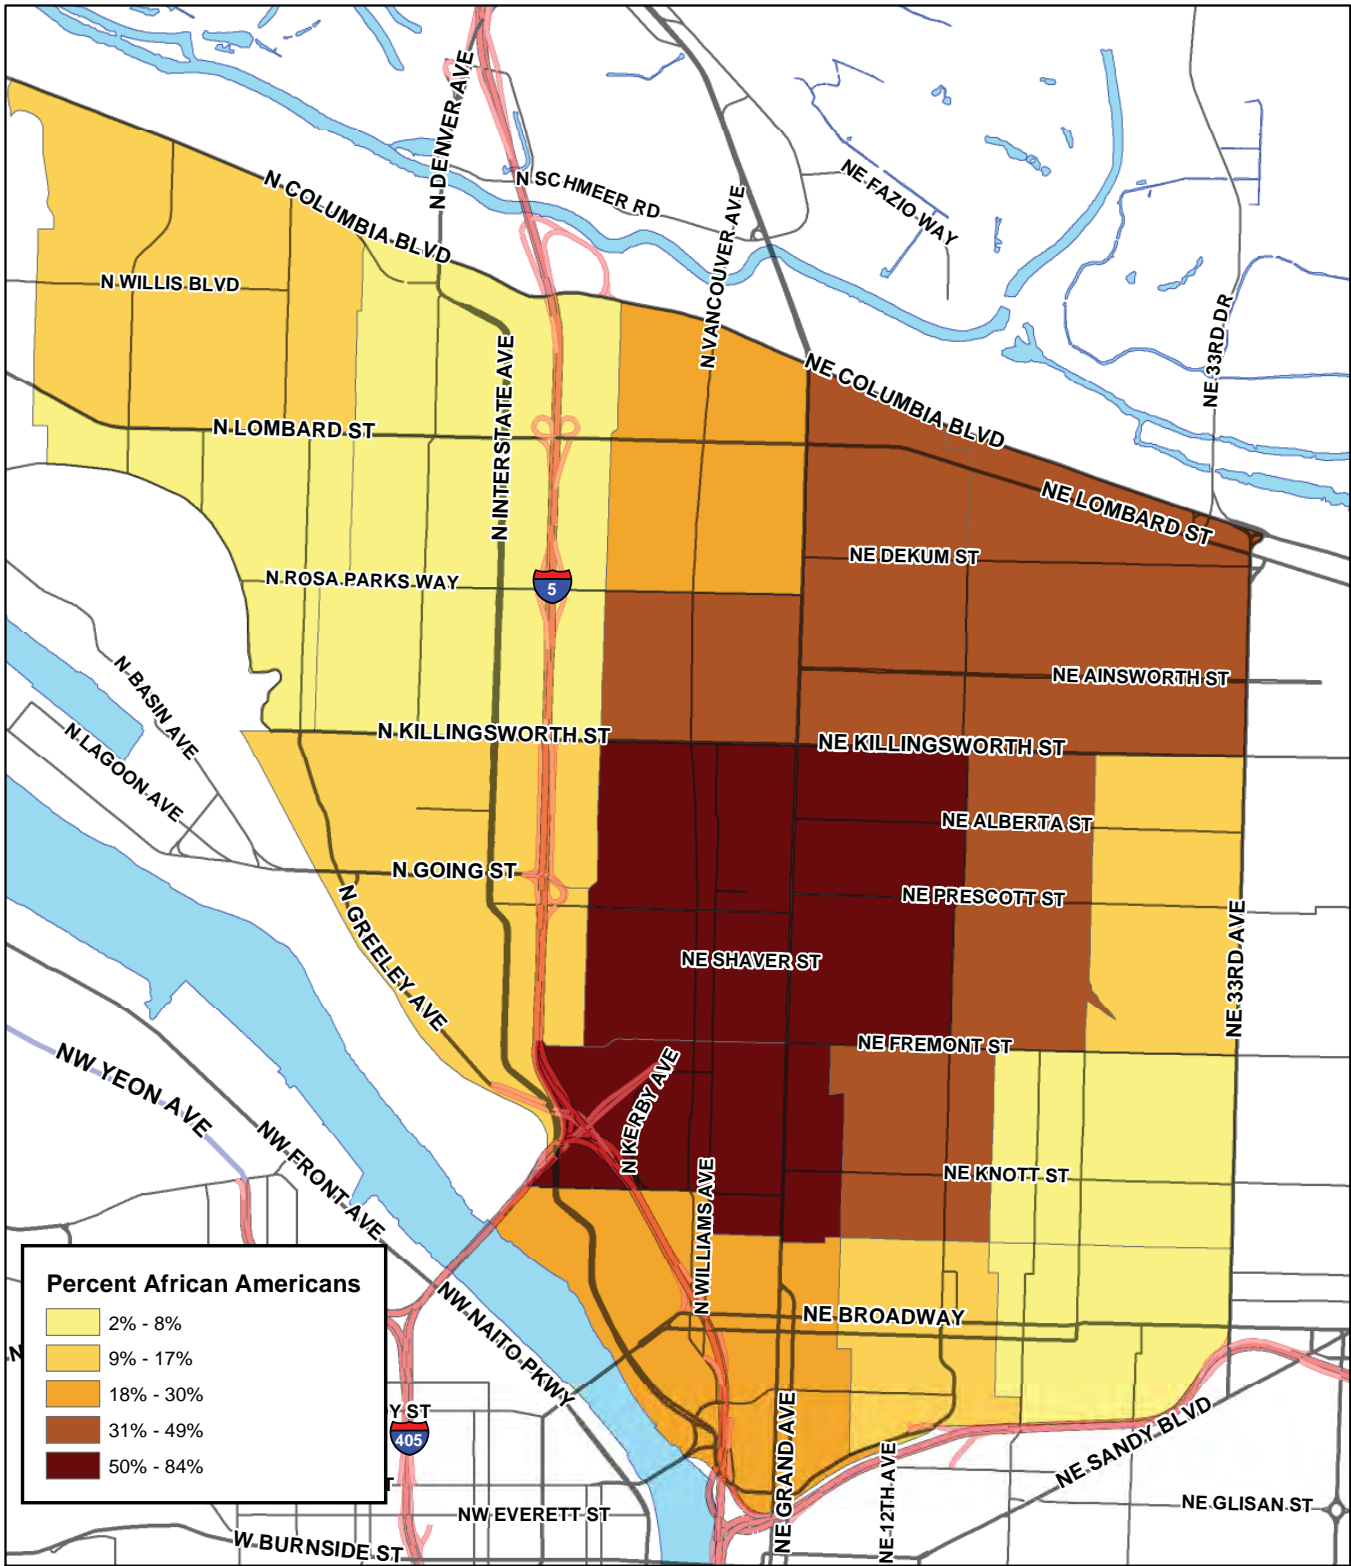 N DENVER AVE
N SCHMEER RD
NE FAZIO WAY
N COLUMBIA BLVD
N VANCOUVER AVE
N WILLIS BLVD
NE 33RD DR
N INTERSTATE AVE
NE COLUMBIA BLVD
N LOMBARD ST
NE LOMBARD ST
NE DEKUM ST
N ROSA PARKS WAY
5
N BASIN AVE
NE AINSWORTH ST
N LAGOON AVE
N KILLINGSWORTH ST
NE KILLINGSWORTH ST
NE ALBERTA ST
N GOING ST
NE PRESCOTT ST
N GREELEY AVE
NE SHAVER ST
NE 33RD AVE
NE FREMONT ST
NW YEON AVE
N KERBY AVE
NW FRONT AVE
NE KNOTT ST
N WILLIAMS AVE
Percent African Americans
2% - 8%
9% - 17%
18% - 30%
31% - 49%
50% - 84%
NW NAITO PKWY
NE BROADWAY
N
Y ST
405
T
NE GRAND AVE
NE 12TH AVE
NE SANDY BLVD
NE GLISAN ST
NW EVERETT ST
W BURNSIDE ST